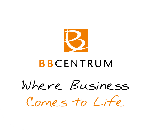 BBCENTRUM
Where Business
Comes to Life